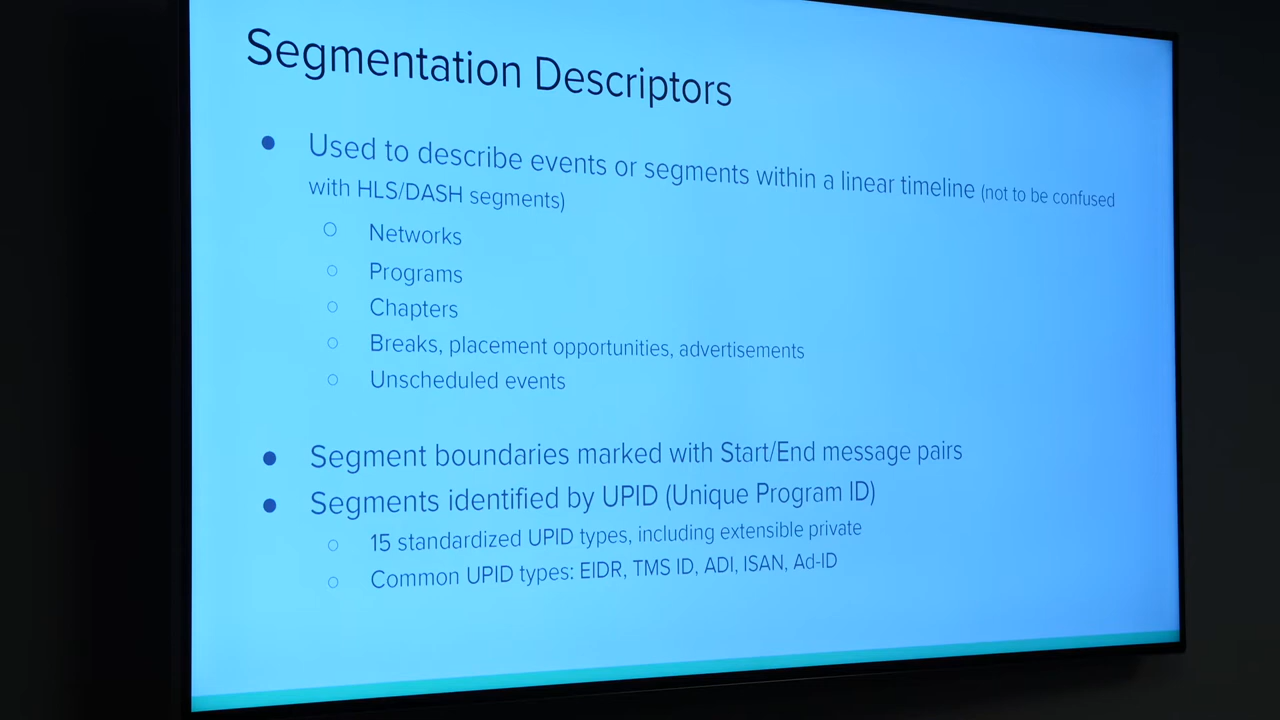 Segmentation Descriptors
● Used to describe events or segments within a linear timeline (not to be confused
with HLS/DASH segments)
○ Networks
○ Programs
○ Chapters
○ Breaks, placement opportunities, advertisements
○ Unscheduled events
● Segment boundaries marked with Start/End message pairs
● Segments identified by UPID (Unique Program ID)
○ 15 standardized UPID types, including extensible private
○ Common UPID types: EIDR, TMS ID, ADI, ISAN, Ad-ID